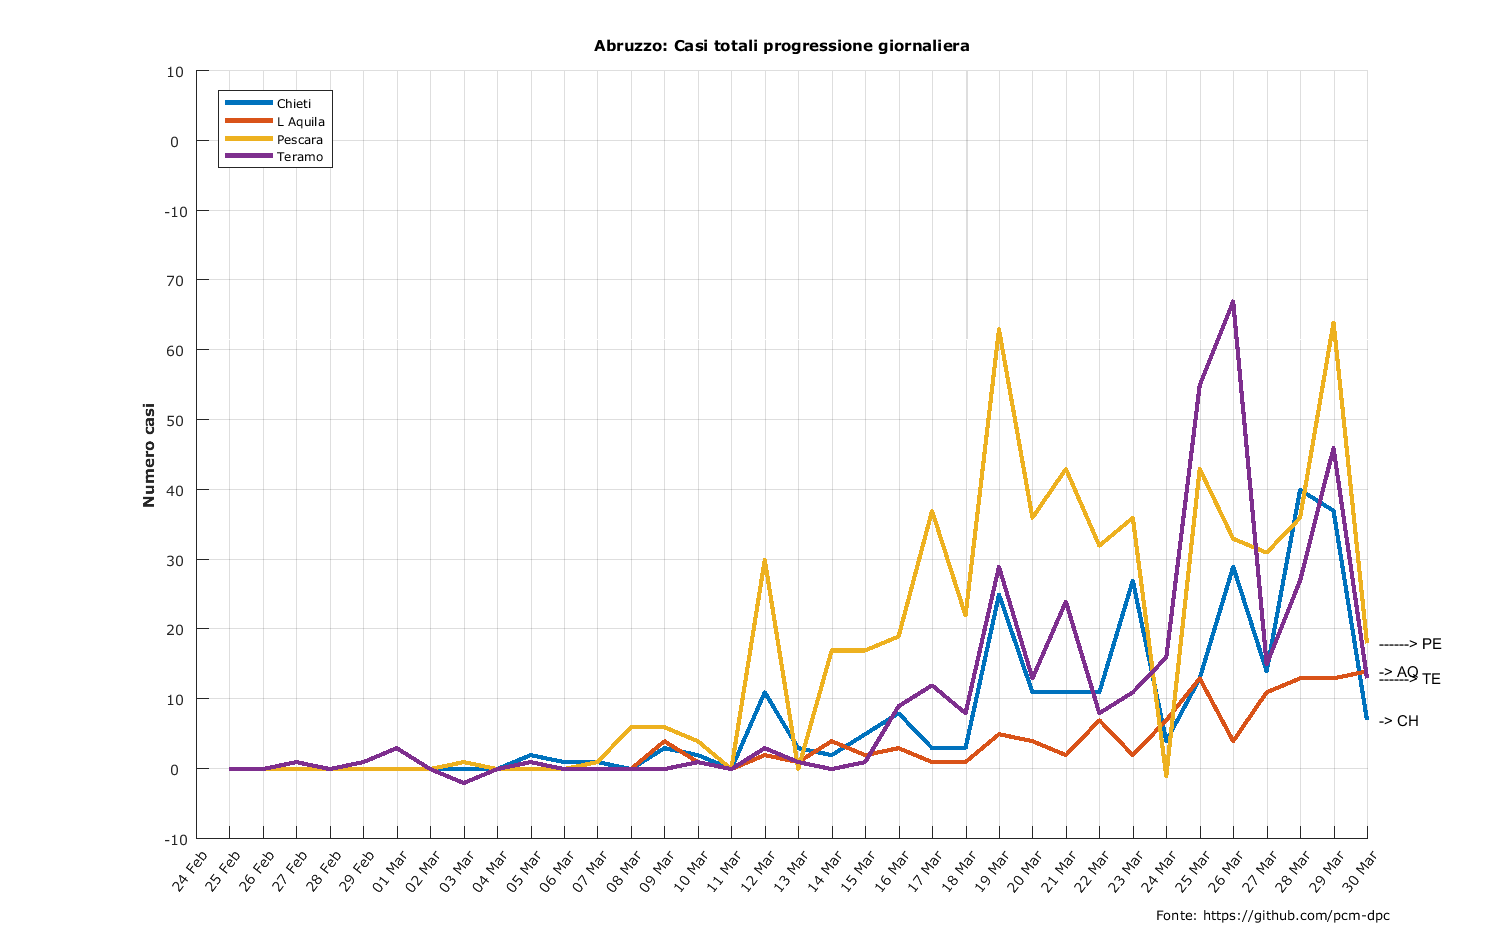 Abruzzo: Casi totali progressione giornaliera
10
0
-10
70
60
50
40
30
20
10
0
-10
Numero casi
Chieti
L Aquila
Pescara
Teramo
------> PE
-> AQ
------> TE
-> CH
24 Feb
25 Feb
26 Feb
27 Feb
28 Feb
29 Feb
01 Mar
02 Mar
03 Mar
04 Mar
05 Mar
06 Mar
07 Mar
08 Mar
09 Mar
10 Mar
11 Mar
12 Mar
13 Mar
14 Mar
15 Mar
16 Mar
17 Mar
18 Mar
19 Mar
20 Mar
21 Mar
22 Mar
23 Mar
24 Mar
25 Mar
26 Mar
27 Mar
28 Mar
29 Mar
30 Mar
Fonte: https://github.com/pcm-dpc